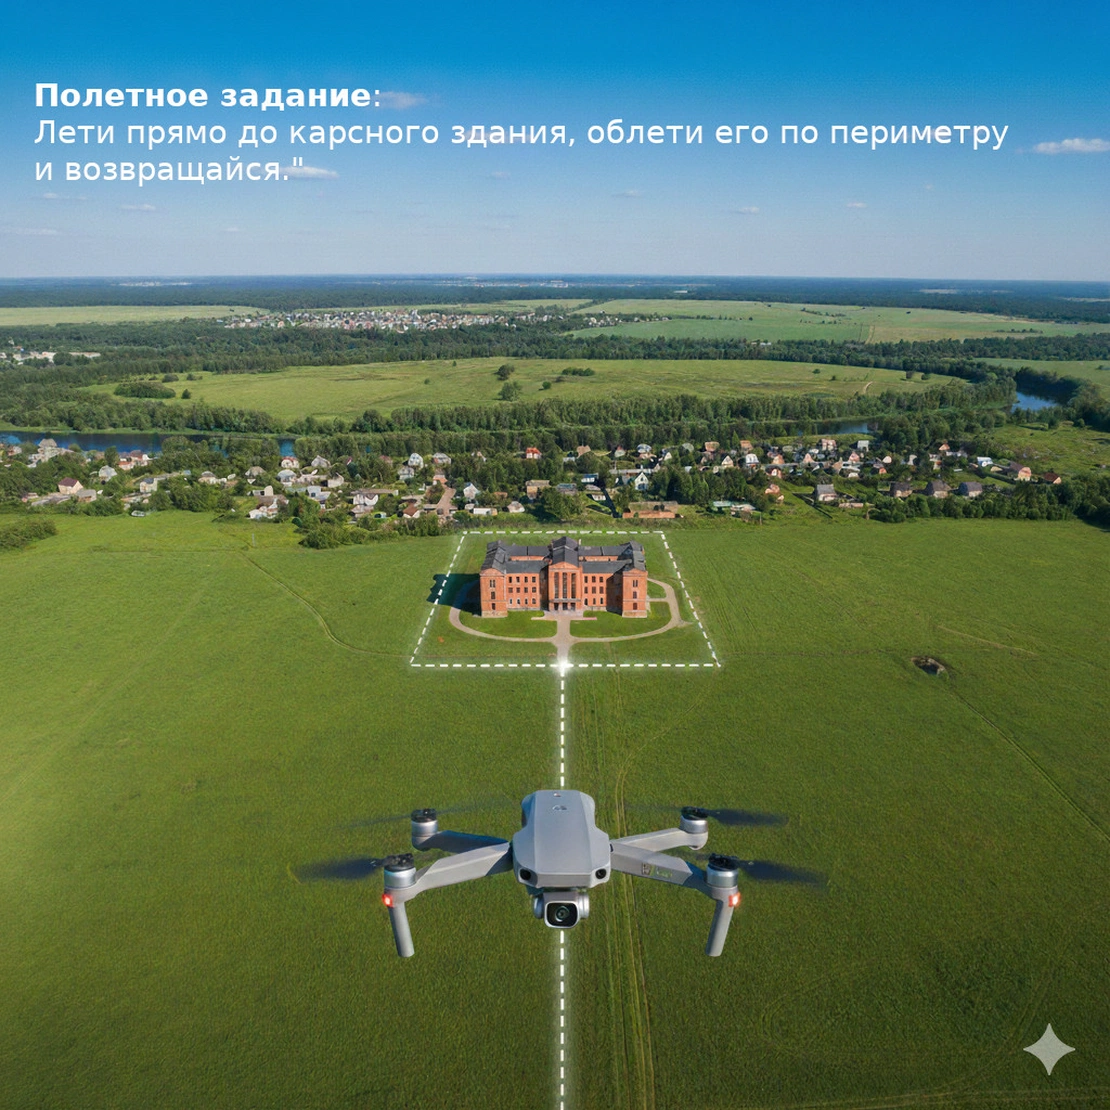 Полетное задание:
Лети прямо до карсного здания, облети его по периметру
и возвращайся."